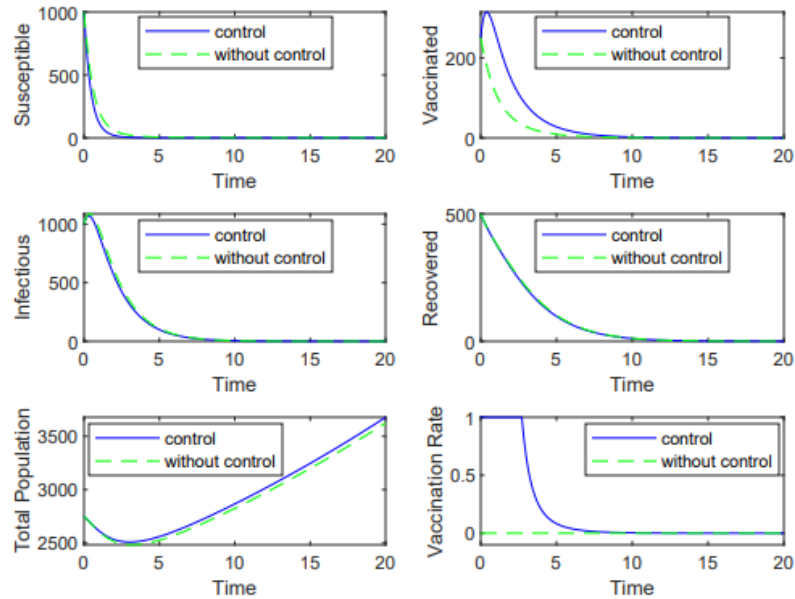 Susceptible
1000
500
0
control
without control
0 5 10 15 20
Time
Vaccinated
200
0
control
without control
0 5 10 15 20
Time
Infectious
1000
500
0
control
without control
0 5 10 15 20
Time
Recovered
500
0
control
without control
0 5 10 15 20
Time
Total Population
3500
3000
2500
control
without control
0 5 10 15 20
Time
Vaccination Rate
1
0.5
0
control
without control
0 5 10 15 20
Time